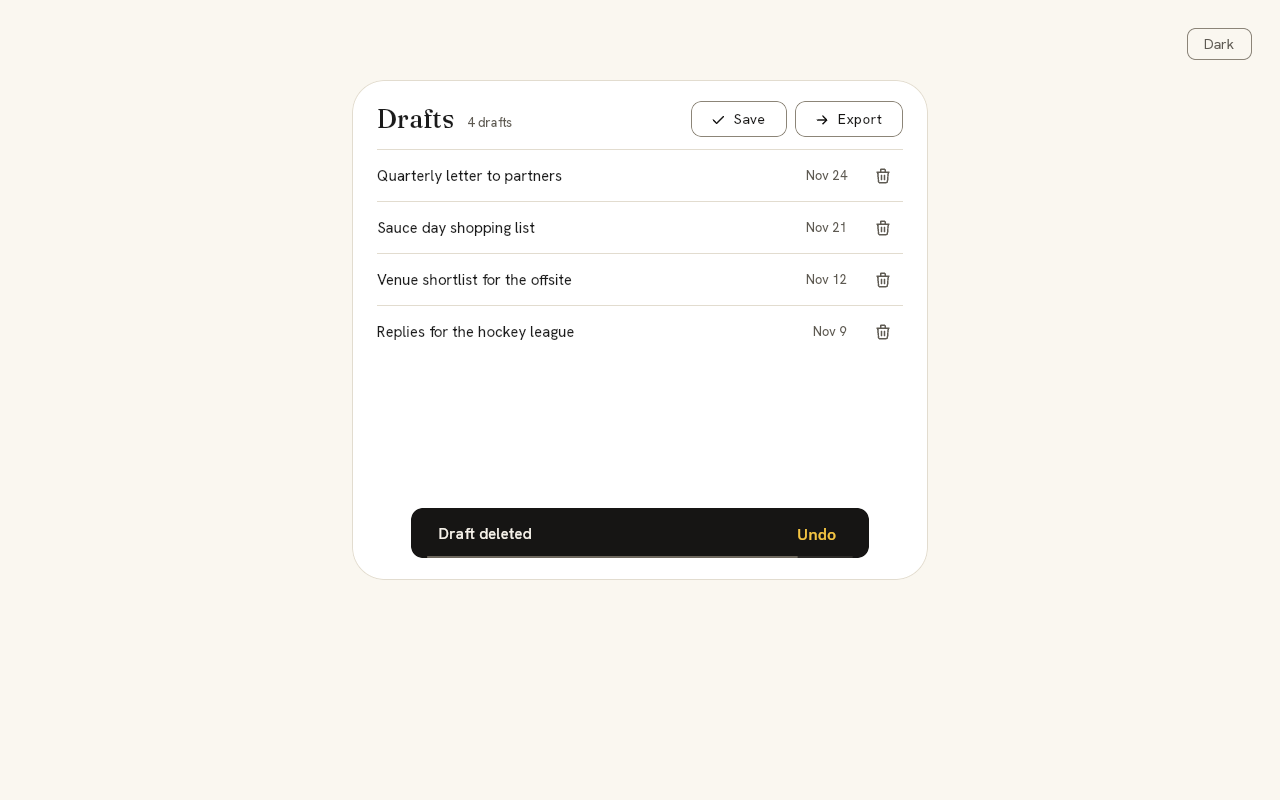 Dark
Drafts 4 drafts Save Export
Quarterly letter to partners Nov 24
Sauce day shopping list Nov 21
Venue shortlist for the offsite Nov 12
Replies for the hockey league Nov 9
Draft deleted Undo